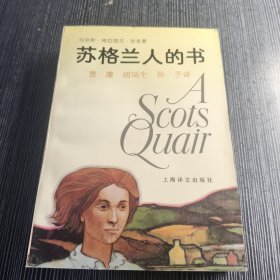 刘易斯·格拉西克·吉本著
苏格兰人的书
曹庸 胡瑞生 孙予译
A
Scots
Quair
上海译文出版社